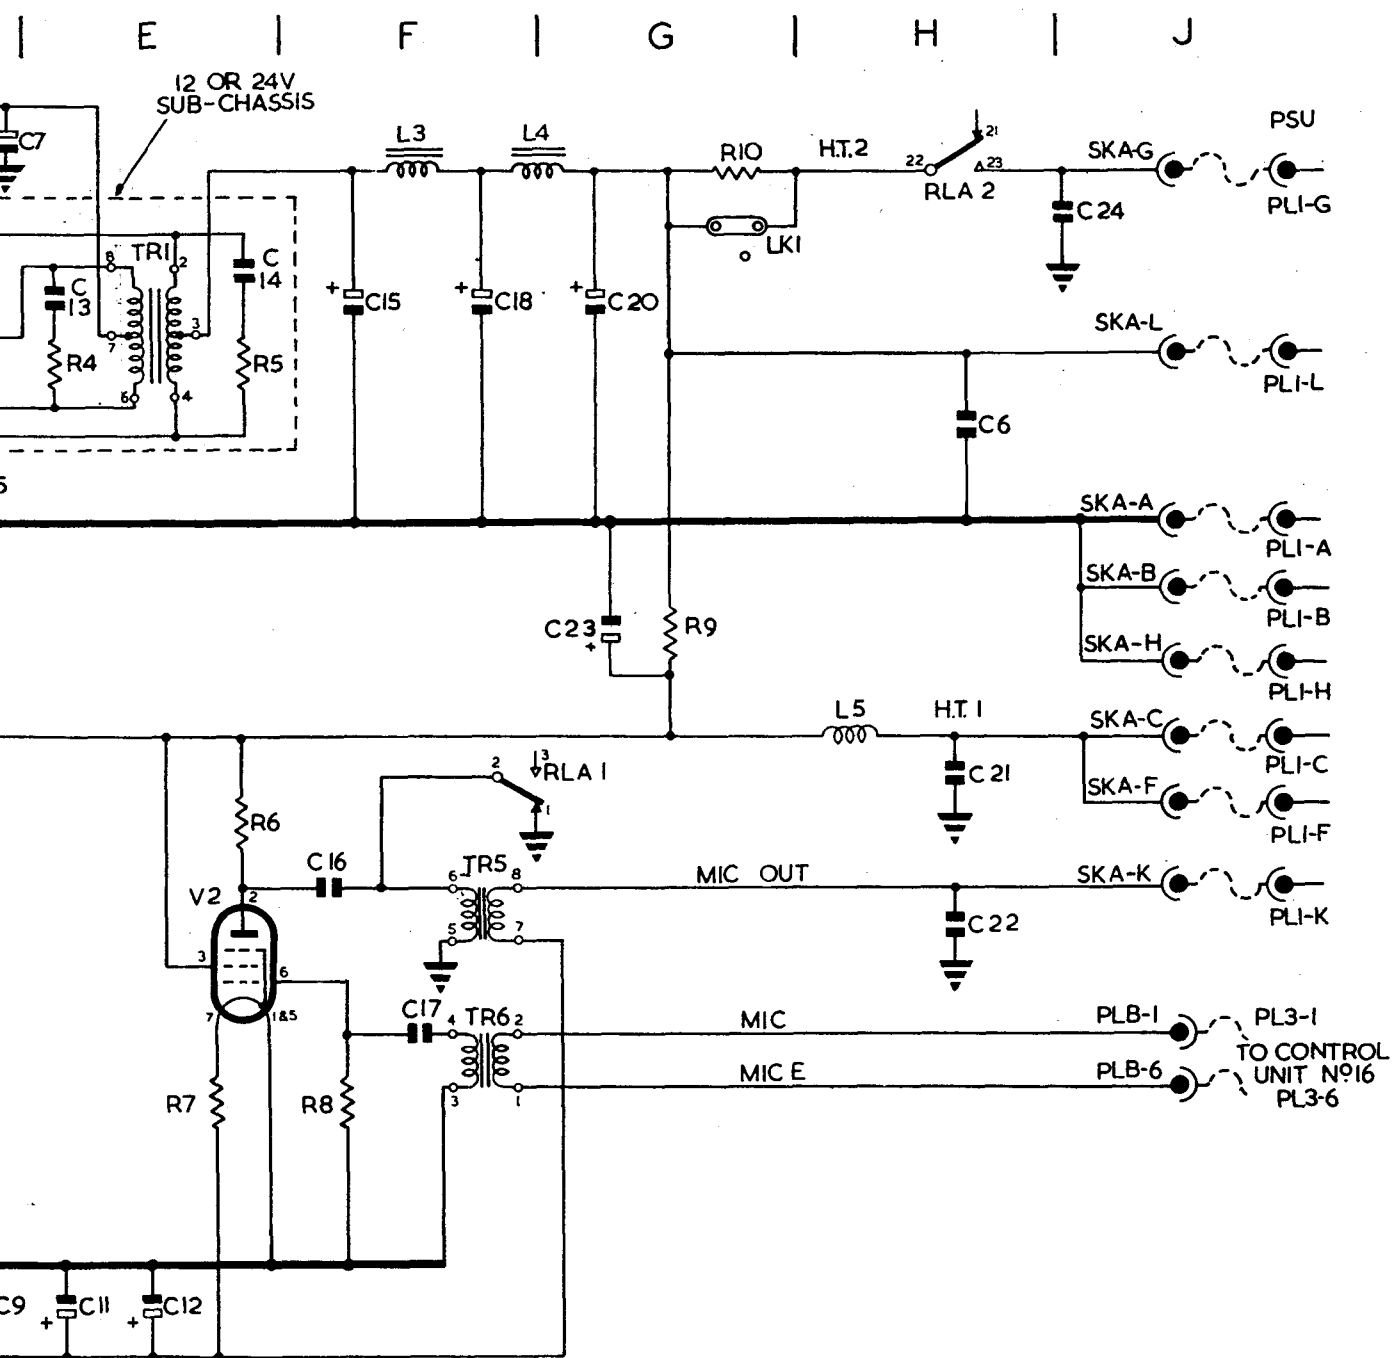 E F G H J
12 OR 24V
SUB-CHASSIS
PSU
C7
L3 L4 R10 H.T.2 22 21 23 SKA-G
RLA 2
PL1-G
C24
LK1
TR1
8 2
C
13
C
14
3
7
R4
R5
6 4
+ C15
+ C18
+ C20
SKA-L
PL1-L
C6
5
SKA-A
PL1-A
SKA-B
PL1-B
SKA-H
PL1-H
C23
+
R9
L5 H.T.1 SKA-C
PL1-C
2 3
RLA 1
1
C21
SKA-F
PL1-F
R6
C16
TR5
6 8
MIC OUT SKA-K
PL1-K
V2 2
5 7
C22
3
6
7 1&5
C17 4 TR6 2
MIC PLB-1 PL3-1
TO CONTROL
UNIT Nº16
MIC E PLB-6 PL3-6
3 1
R7 R8
C9 + C11 + C12